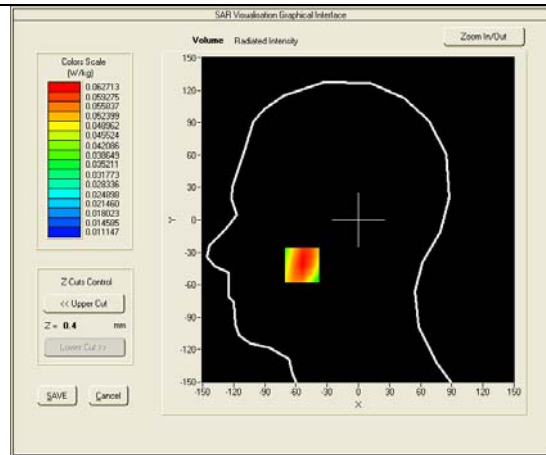 SAR Visualisation Graphical Interface
Volume Radiated Intensity
Zoom In/Out
Colors Scale
(W/kg)
0.062713
0.059275
0.055837
0.052399
0.048962
0.045524
0.042086
0.038649
0.035211
0.031773
0.028336
0.024898
0.021460
0.018023
0.014585
0.011147
Z Cuts Control
<< Upper Cut
Z = 0.4 mm
Lower Cut >>
SAVE Cancel
150
120
90
60
30
0
-30
-60
-90
-120
-150
Y
-150 -120 -90 -60 -30 0 30 60 90 120 150
X